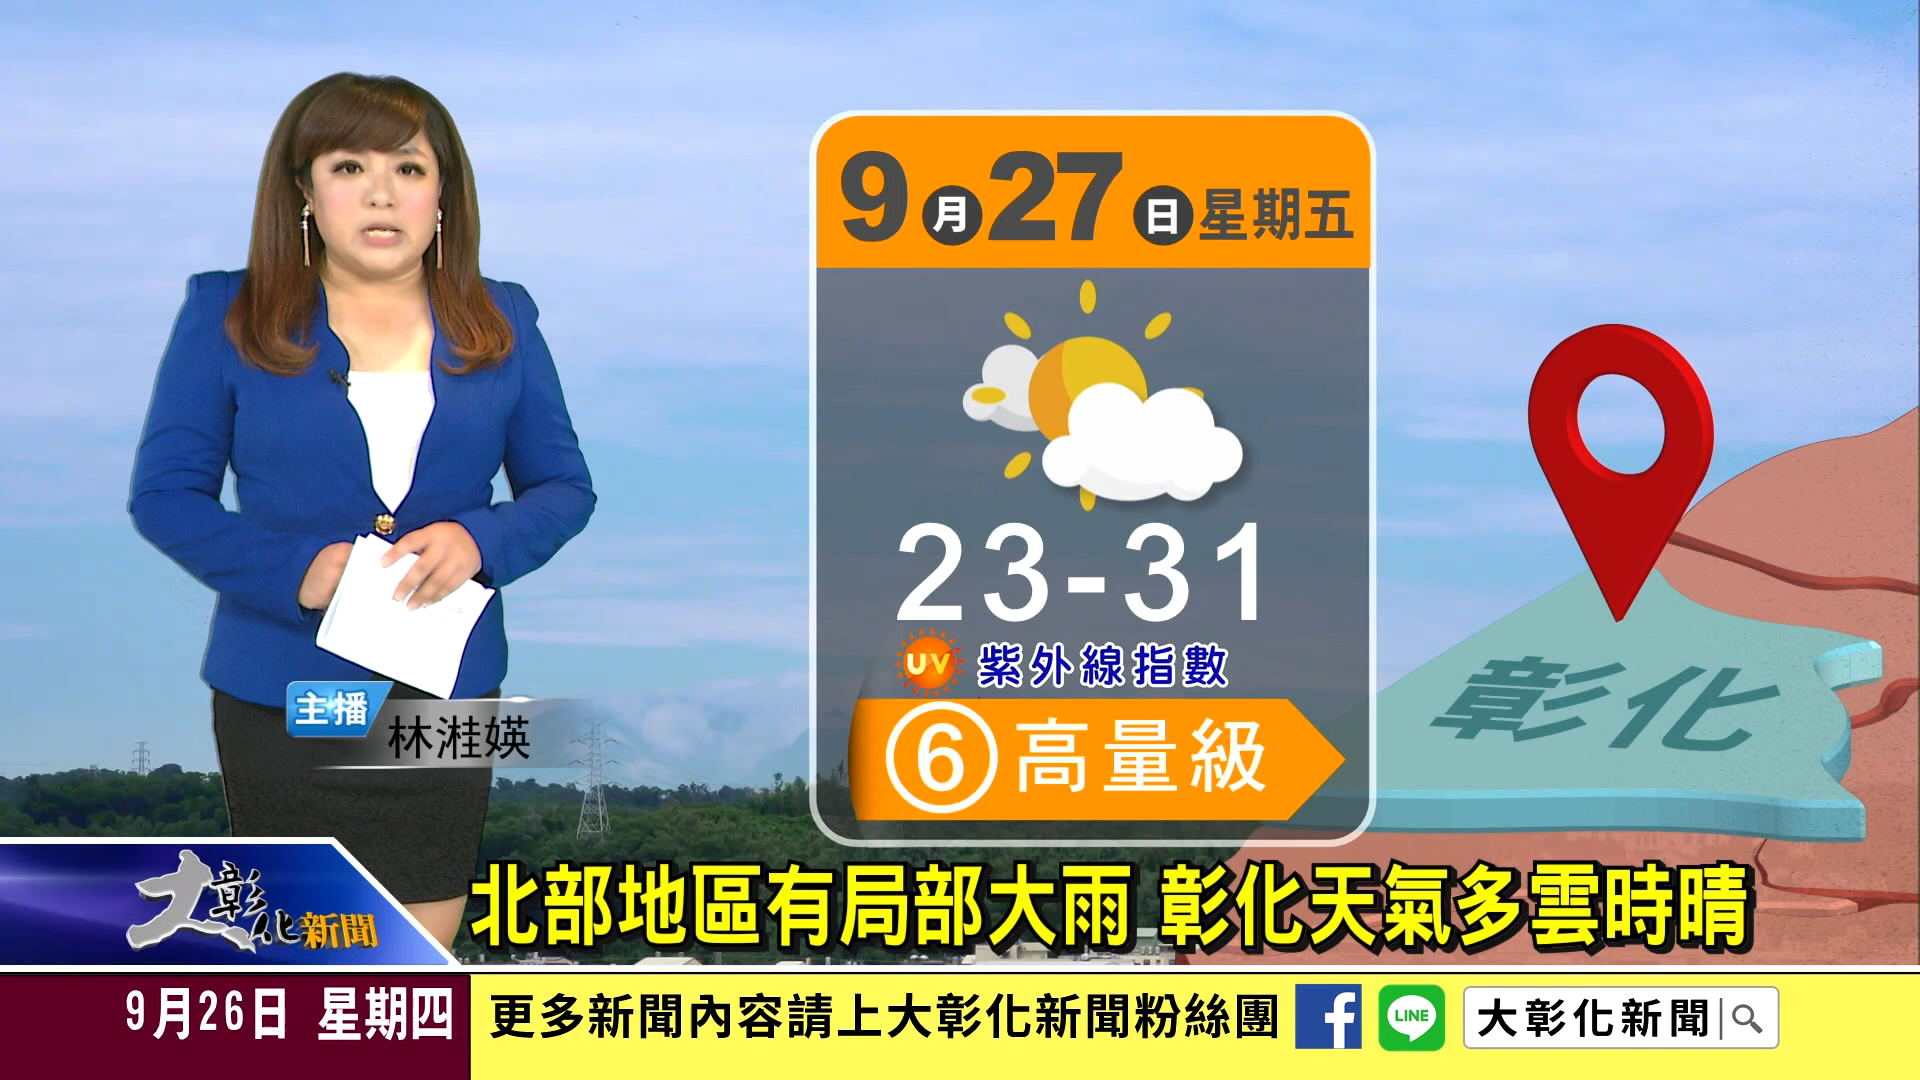 9月27日星期五
23-31
UV 紫外線指數
6 高量級
彰化
主播
林溎媖
大彰化新聞
北部地區有局部大雨 彰化天氣多雲時晴
9月26日 星期四
更多新聞內容請上大彰化新聞粉絲團
f
LINE
大彰化新聞